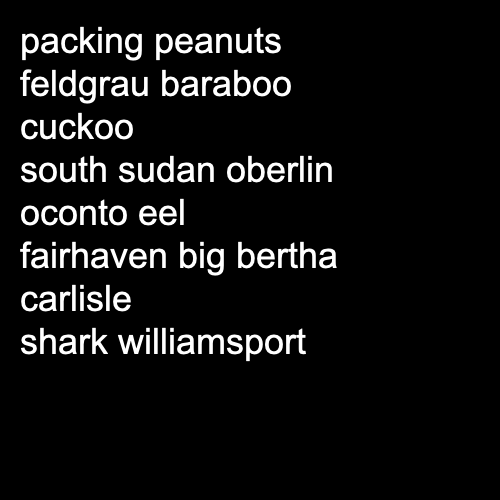 packing peanuts
feldgrau baraboo
cuckoo
south sudan oberlin
oconto eel
fairhaven big bertha
carlisle
shark williamsport